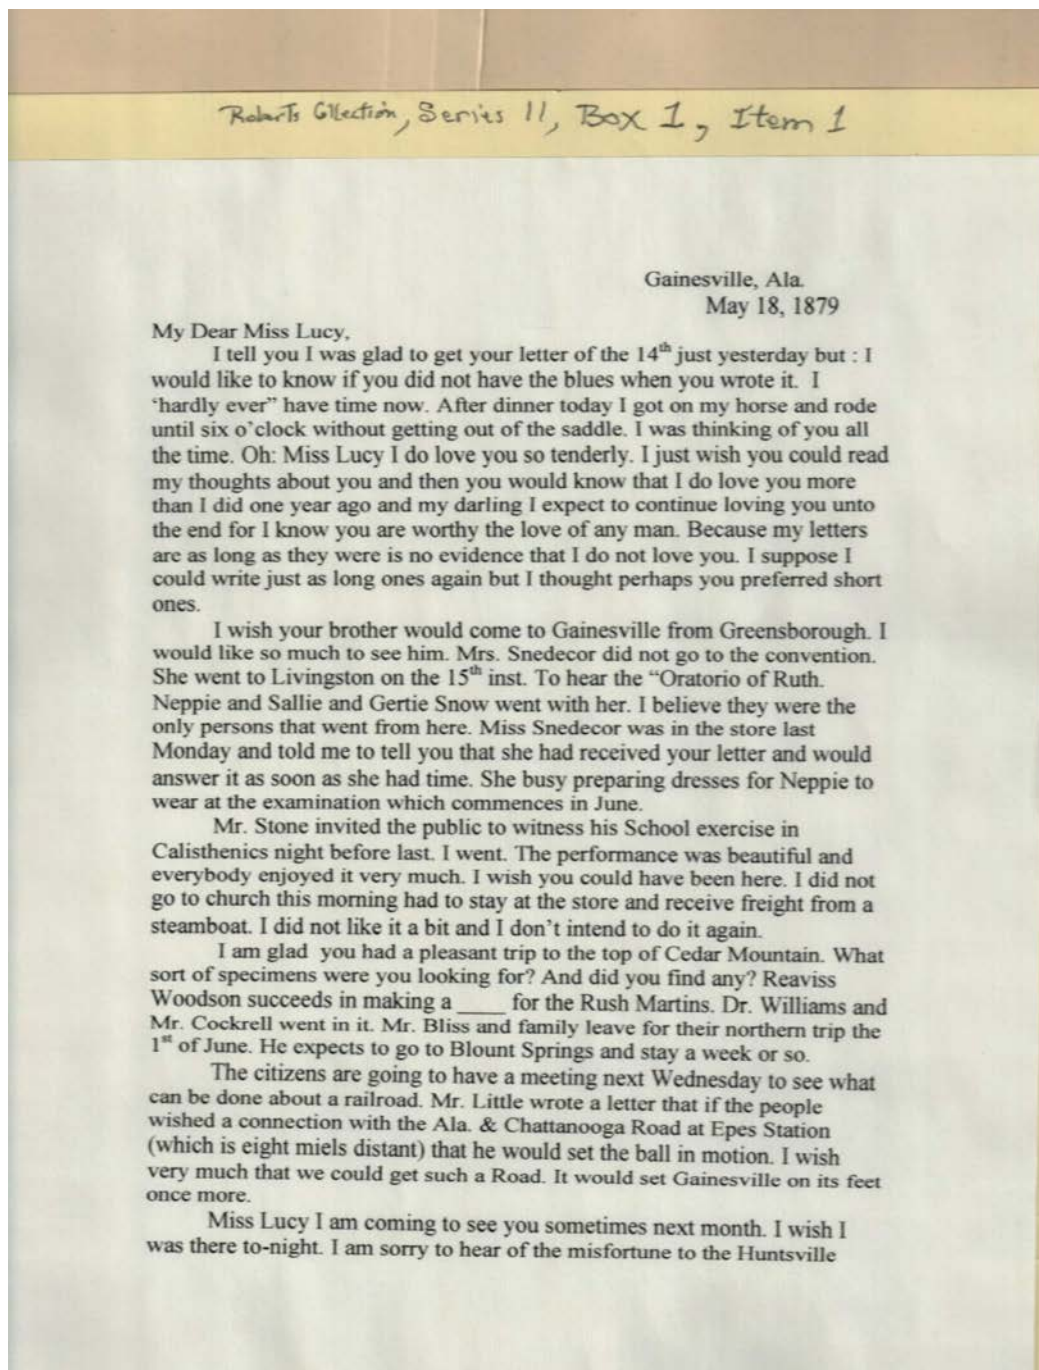 Roberts Collection, Series II, Box 1, Item 1
Gainesville, Ala.
May 18, 1879
My Dear Miss Lucy,
I tell you I was glad to get your letter of the 14th just yesterday but : I
would like to know if you did not have the blues when you wrote it. I
‘hardly ever” have time now. After dinner today I got on my horse and rode
until six o’clock without getting out of the saddle. I was thinking of you all
the time. Oh: Miss Lucy I do love you so tenderly. I just wish you could read
my thoughts about you and then you would know that I do love you more
than I did one year ago and my darling I expect to continue loving you unto
the end for I know you are worthy the love of any man. Because my letters
are as long as they were is no evidence that I do not love you. I suppose I
could write just as long ones again but I thought perhaps you preferred short
ones.
I wish your brother would come to Gainesville from Greensborough. I
would like so much to see him. Mrs. Snedecor did not go to the convention.
She went to Livingston on the 15th inst. To hear the “Oratorio of Ruth.
Neppie and Sallie and Gertie Snow went with her. I believe they were the
only persons that went from here. Miss Snedecor was in the store last
Monday and told me to tell you that she had received your letter and would
answer it as soon as she had time. She busy preparing dresses for Neppie to
wear at the examination which commences in June.
Mr. Stone invited the public to witness his School exercise in
Calisthenics night before last. I went. The performance was beautiful and
everybody enjoyed it very much. I wish you could have been here. I did not
go to church this morning had to stay at the store and receive freight from a
steamboat. I did not like it a bit and I don’t intend to do it again.
I am glad you had a pleasant trip to the top of Cedar Mountain. What
sort of specimens were you looking for? And did you find any? Reaviss
Woodson succeeds in making a ____ for the Rush Martins. Dr. Williams and
Mr. Cockrell went in it. Mr. Bliss and family leave for their northern trip the
1st of June. He expects to go to Blount Springs and stay a week or so.
The citizens are going to have a meeting next Wednesday to see what
can be done about a railroad. Mr. Little wrote a letter that if the people
wished a connection with the Ala. & Chattanooga Road at Epes Station
(which is eight miels distant) that he would set the ball in motion. I wish
very much that we could get such a Road. It would set Gainesville on its feet
once more.
Miss Lucy I am coming to see you sometimes next month. I wish I
was there to-night. I am sorry to hear of the misfortune to the Huntsville